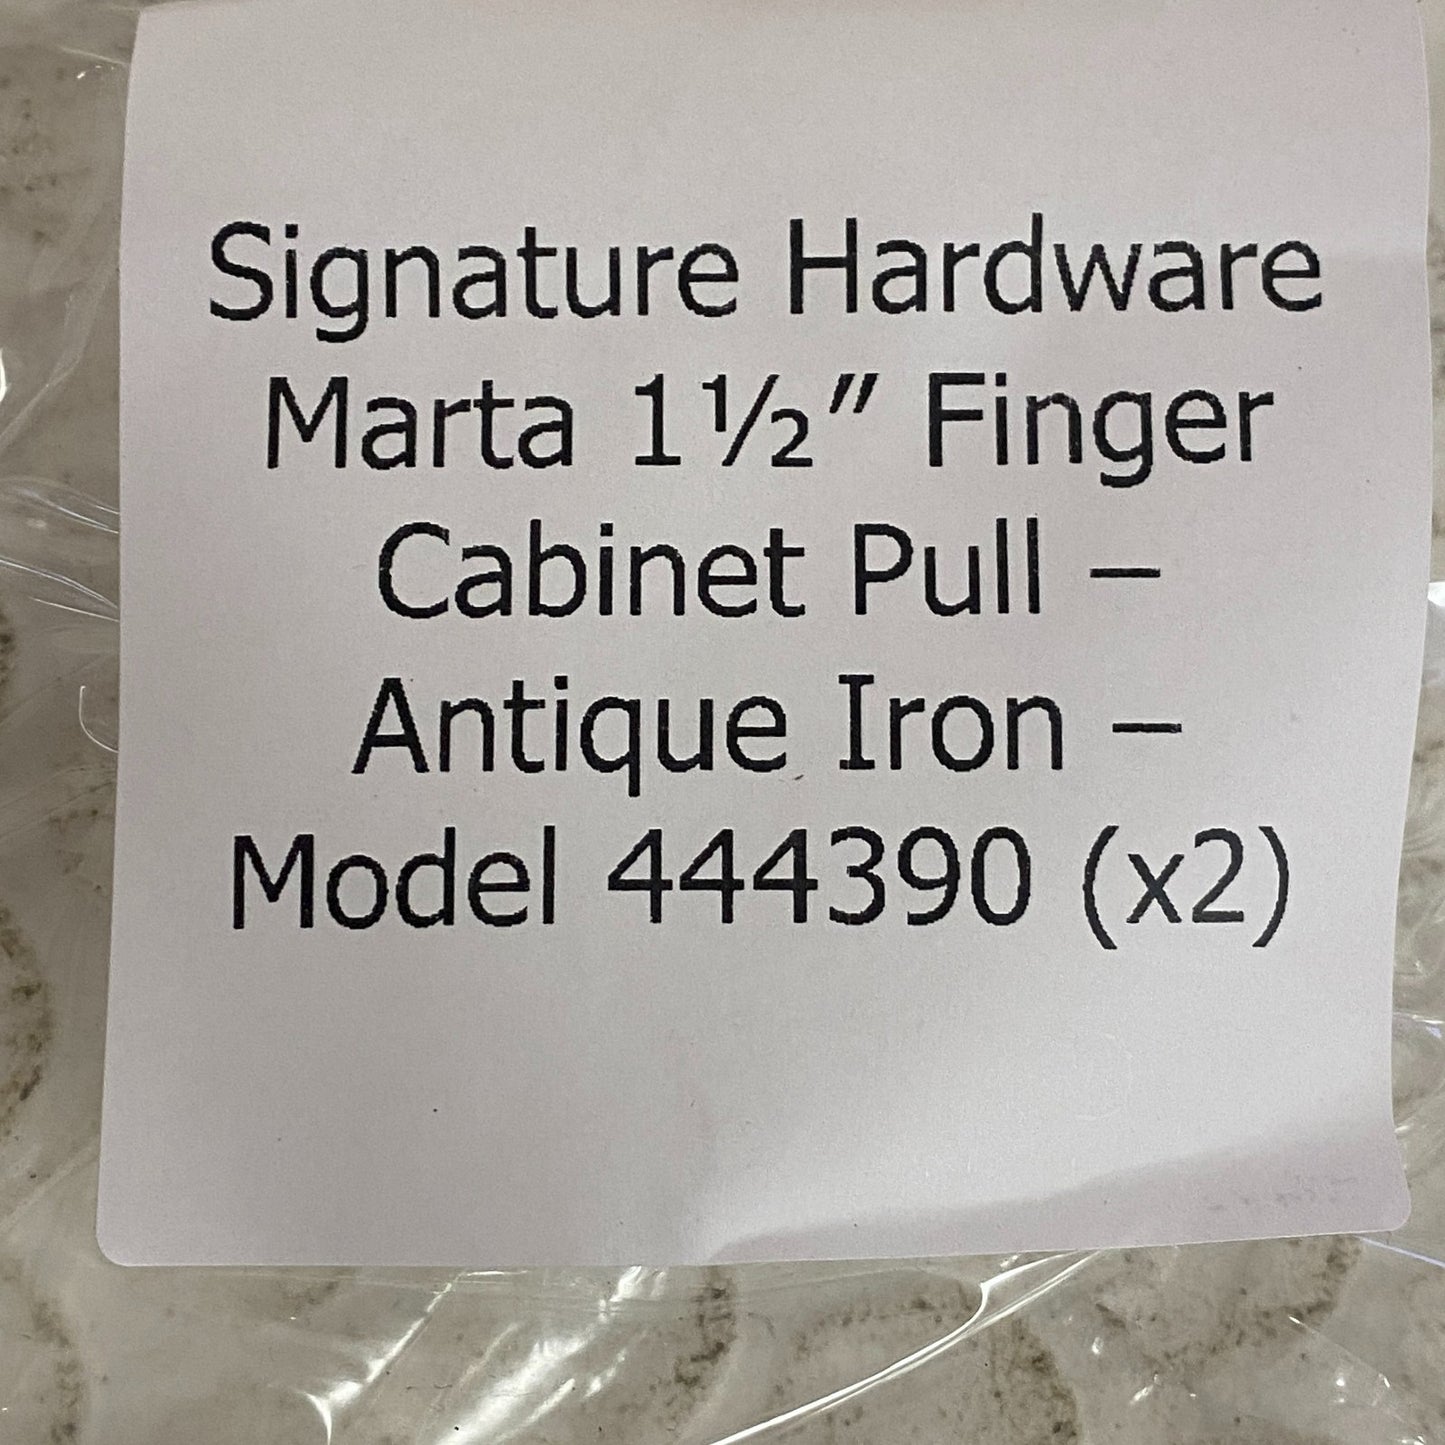 Signature Hardware
Marta 1½″ Finger
Cabinet Pull –
Antique Iron –
Model 444390 (x2)